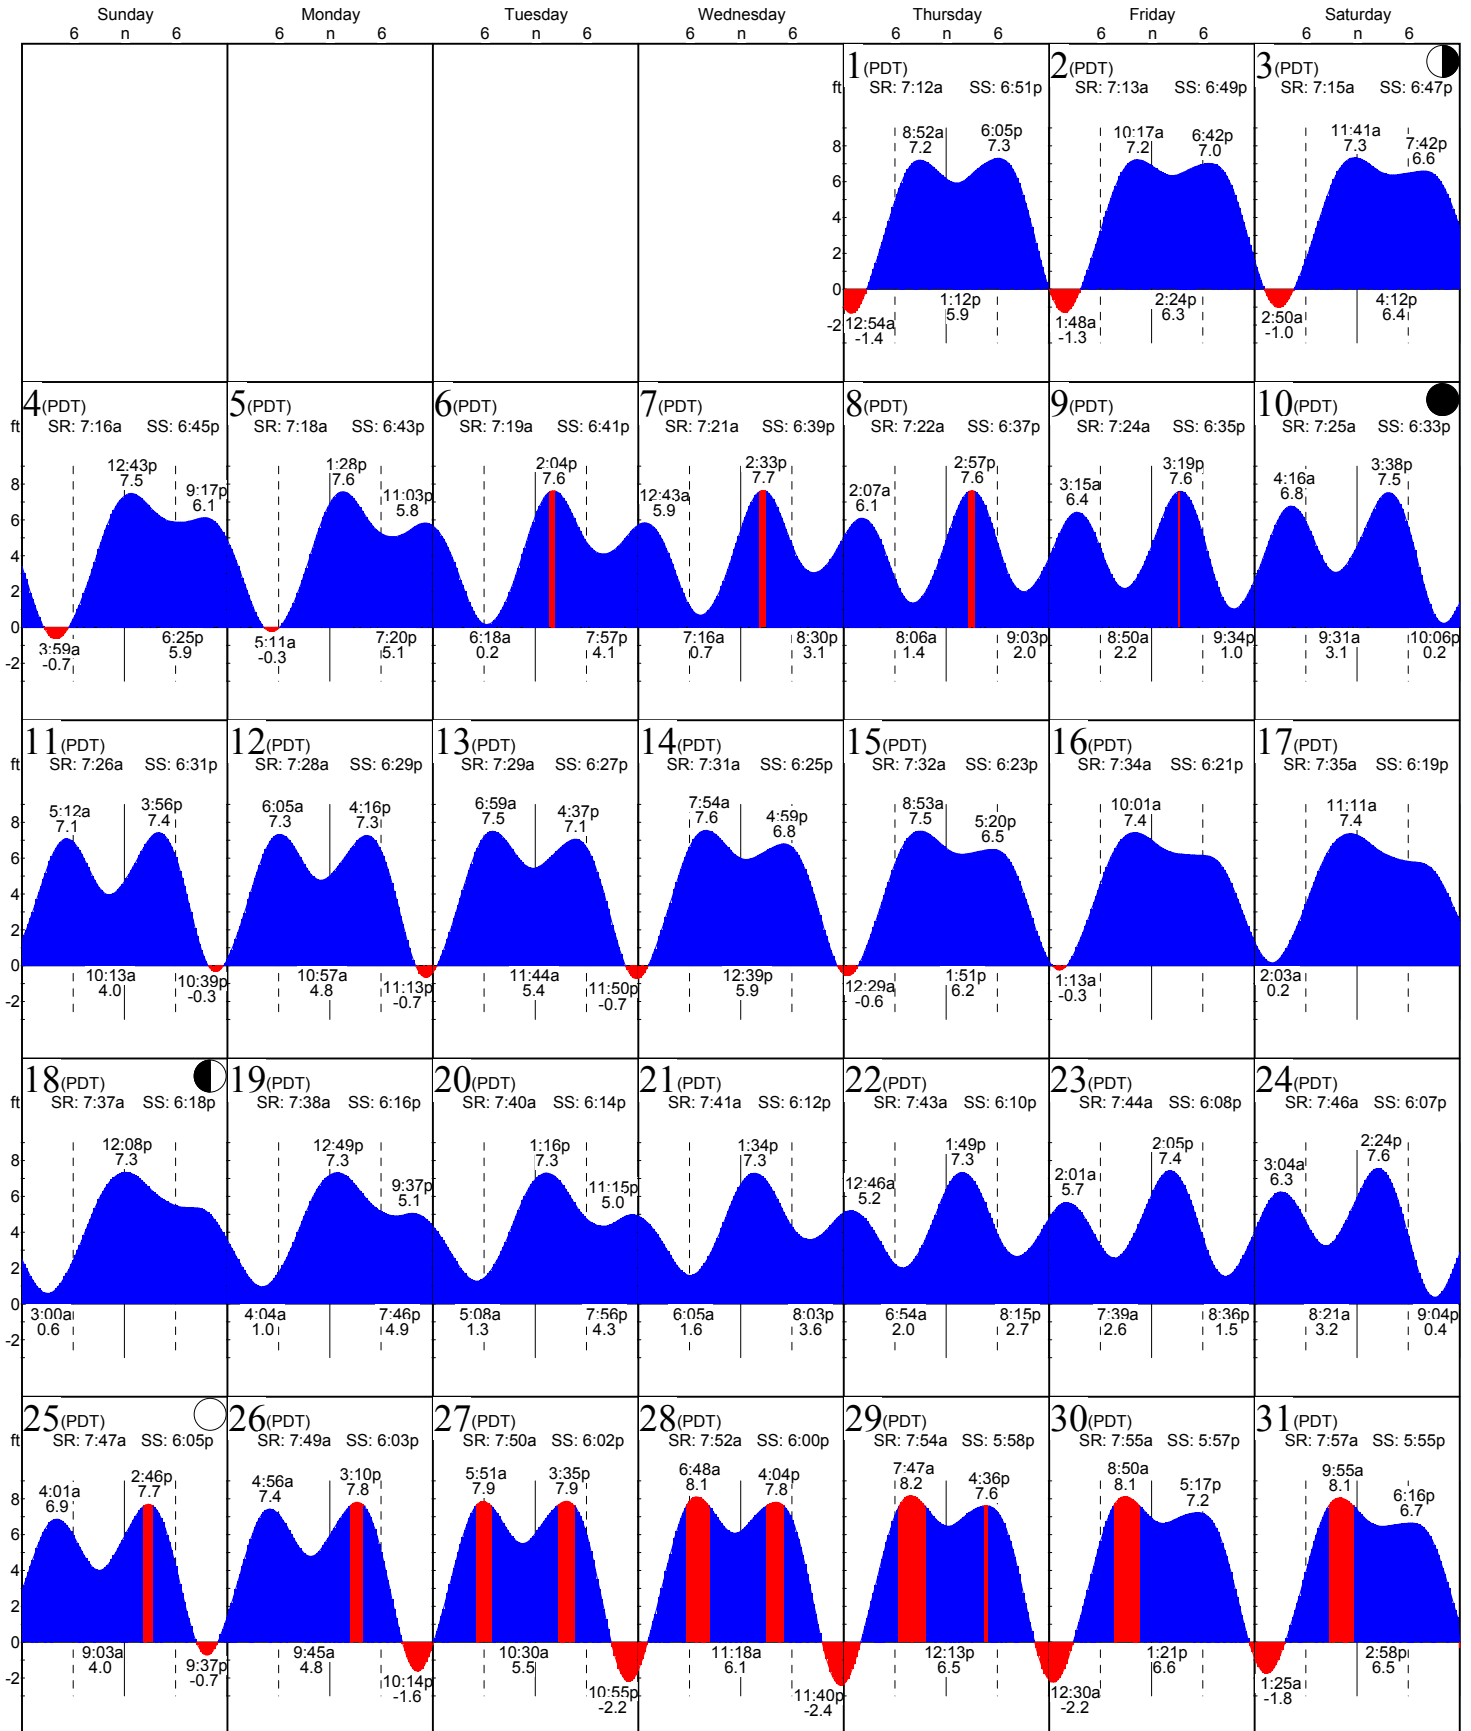 Sunday Monday Tuesday Wednesday Thursday Friday Saturday
6 n 6 6 n 6 6 n 6 6 n 6 6 n 6 6 n 6 6 n 6
1(PDT) 2(PDT) 3(PDT)
ft SR: 7:12a SS: 6:51p SR: 7:13a SS: 6:49p SR: 7:15a SS: 6:47p
8:52a 6:05p 10:17a 6:42p 11:41a 7:42p
7.2 7.3 7.2 7.0 7.3 6.6
8
6
4
2
0
-2
1:12p 2:24p 4:12p
5.9 6.3 6.4
12:54a 1:48a 2:50a
-1.4 -1.3 -1.0
4(PDT) 5(PDT) 6(PDT) 7(PDT) 8(PDT) 9(PDT) 10(PDT)
ft SR: 7:16a SS: 6:45p SR: 7:18a SS: 6:43p SR: 7:19a SS: 6:41p SR: 7:21a SS: 6:39p SR: 7:22a SS: 6:37p SR: 7:24a SS: 6:35p SR: 7:25a SS: 6:33p
12:43p 9:17p 1:28p 11:03p 2:04p 12:43a 2:33p 2:07a 2:57p 3:15a 3:19p 4:16a 3:38p
7.5 6.1 7.6 5.8 7.6 5.9 7.7 6.1 7.6 6.4 7.6 6.8 7.5
8
6
4
2
0
-2
3:59a 6:25p 5:11a 7:20p 6:18a 7:57p 7:16a 8:30p 8:06a 9:03p 8:50a 9:34p 9:31a 10:06p
-0.7 5.9 -0.3 5.1 0.2 4.1 0.7 3.1 1.4 2.0 2.2 1.0 3.1 0.2
11(PDT) 12(PDT) 13(PDT) 14(PDT) 15(PDT) 16(PDT) 17(PDT)
ft SR: 7:26a SS: 6:31p SR: 7:28a SS: 6:29p SR: 7:29a SS: 6:27p SR: 7:31a SS: 6:25p SR: 7:32a SS: 6:23p SR: 7:34a SS: 6:21p SR: 7:35a SS: 6:19p
5:12a 3:56p 6:05a 4:16p 6:59a 4:37p 7:54a 4:59p 8:53a 5:20p 10:01a 11:11a
7.1 7.4 7.3 7.3 7.5 7.1 7.6 6.8 7.5 6.5 7.4 7.4
8
6
4
2
0
-2
10:13a 10:39p 10:57a 11:13p 11:44a 11:50p 12:39p 12:29a 1:51p 1:13a 2:03a
4.0 -0.3 4.8 -0.7 5.4 -0.7 5.9 -0.6 6.2 -0.3 0.2
18(PDT) 19(PDT) 20(PDT) 21(PDT) 22(PDT) 23(PDT) 24(PDT)
ft SR: 7:37a SS: 6:18p SR: 7:38a SS: 6:16p SR: 7:40a SS: 6:14p SR: 7:41a SS: 6:12p SR: 7:43a SS: 6:10p SR: 7:44a SS: 6:08p SR: 7:46a SS: 6:07p
12:08p 12:49p 9:37p 1:16p 11:15p 1:34p 12:46a 1:49p 2:01a 2:05p 3:04a 2:24p
7.3 7.3 5.1 7.3 5.0 7.3 5.2 7.3 5.7 7.4 6.3 7.6
8
6
4
2
0
-2
3:00a 4:04a 7:46p 5:08a 7:56p 6:05a 8:03p 6:54a 8:15p 7:39a 8:36p 8:21a 9:04p
0.6 1.0 4.9 1.3 4.3 1.6 3.6 2.0 2.7 2.6 1.5 3.2 0.4
25(PDT) 26(PDT) 27(PDT) 28(PDT) 29(PDT) 30(PDT) 31(PDT)
ft SR: 7:47a SS: 6:05p SR: 7:49a SS: 6:03p SR: 7:50a SS: 6:02p SR: 7:52a SS: 6:00p SR: 7:54a SS: 5:58p SR: 7:55a SS: 5:57p SR: 7:57a SS: 5:55p
4:01a 2:46p 4:56a 3:10p 5:51a 3:35p 6:48a 4:04p 7:47a 4:36p 8:50a 5:17p 9:55a 6:16p
6.9 7.7 7.4 7.8 7.9 7.9 8.1 7.8 8.2 7.6 8.1 7.2 8.1 6.7
8
6
4
2
0
-2
9:03a 9:37p 9:45a 10:14p 10:30a 10:55p 11:18a 11:40p 12:13p 12:30a 1:21p 1:25a 2:58p
4.0 -0.7 4.8 -1.6 5.5 -2.2 6.1 -2.4 6.5 -2.2 6.6 -1.8 6.5